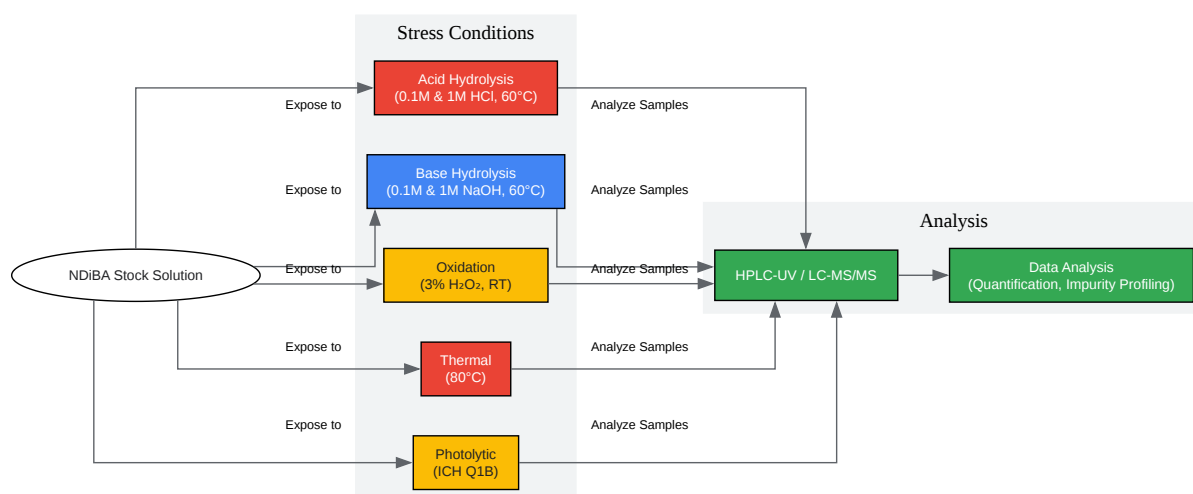 Stress Conditions
Acid Hydrolysis
(0.1M & 1M HCl, 60°C)
Expose to
Analyze Samples
Base Hydrolysis
(0.1M & 1M NaOH, 60°C)
Expose to
Analyze Samples
Analysis
NDiBA Stock Solution
Expose to
Oxidation
(3% H₂O₂, RT)
Analyze Samples
HPLC-UV / LC-MS/MS
Data Analysis
(Quantification, Impurity Profiling)
Expose to
Thermal
(80°C)
Analyze Samples
Expose to
Photolytic
(ICH Q1B)
Analyze Samples